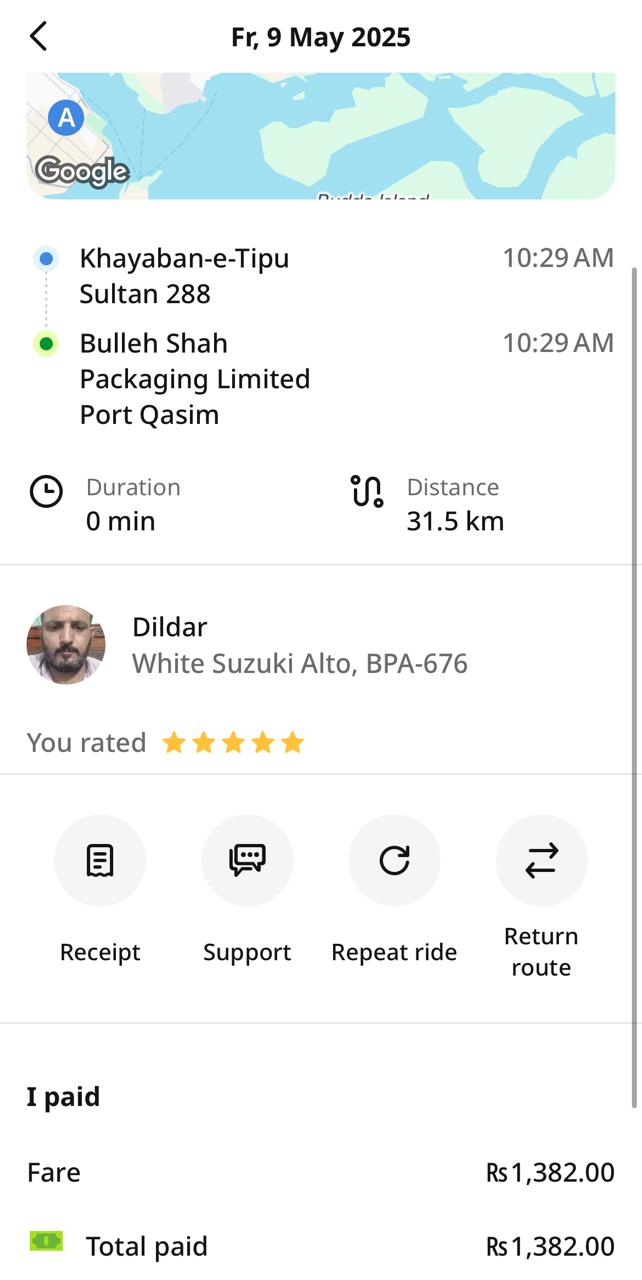 Fr, 9 May 2025
A
Google
Khayaban-e-Tipu 10:29 AM
Sultan 288
Bulleh Shah 10:29 AM
Packaging Limited
Port Qasim
Duration Distance
0 min 31.5 km
Dildar
White Suzuki Alto, BPA-676
You rated
Receipt Support Repeat ride Return
route
I paid
Fare Rs1,382.00
Total paid Rs1,382.00